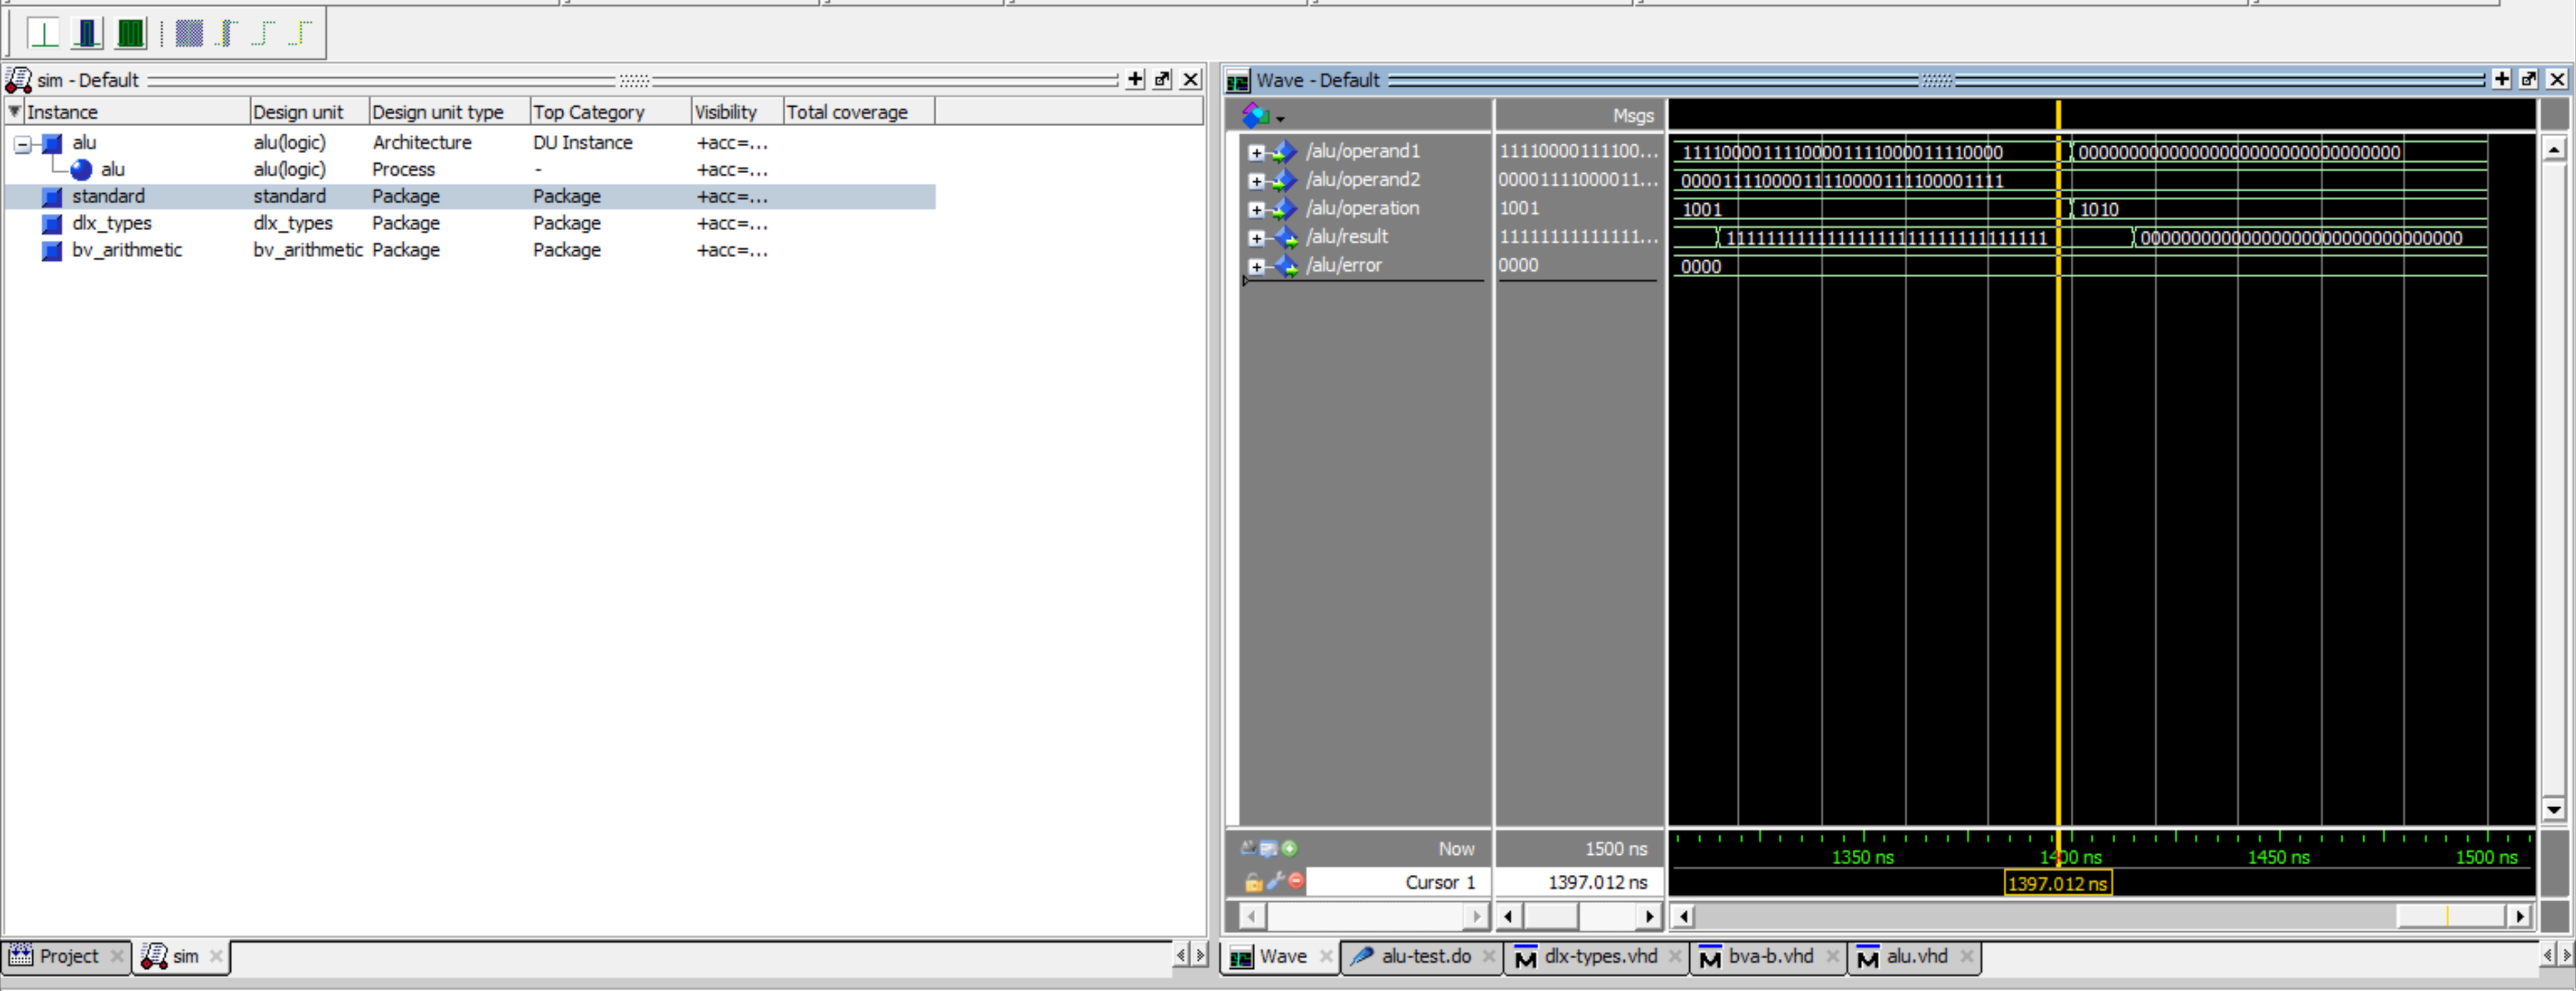 sim - Default
Instance Design unit Design unit type Top Category Visibility Total coverage
alu alu(logic) Architecture DU Instance +acc=...
alu alu(logic) Process - +acc=...
standard standard Package Package +acc=...
dlx_types dlx_types Package Package +acc=...
bv_arithmetic bv_arithmetic Package Package +acc=...
Project sim
Wave - Default
Msgs
/alu/operand1 11110000111100... 11110000111100001111000011110000 00000000000000000000000000000000
/alu/operand2 00001111000011... 00001111000011110000111100001111
/alu/operation 1001 1001 1010
/alu/result 11111111111111... 11111111111111111111111111111111 00000000000000000000000000000000
/alu/error 0000 0000
Now 1500 ns 1350 ns 1400 ns 1450 ns 1500 ns
Cursor 1 1397.012 ns 1397.012 ns
Wave alu-test.do dlx-types.vhd bva-b.vhd alu.vhd